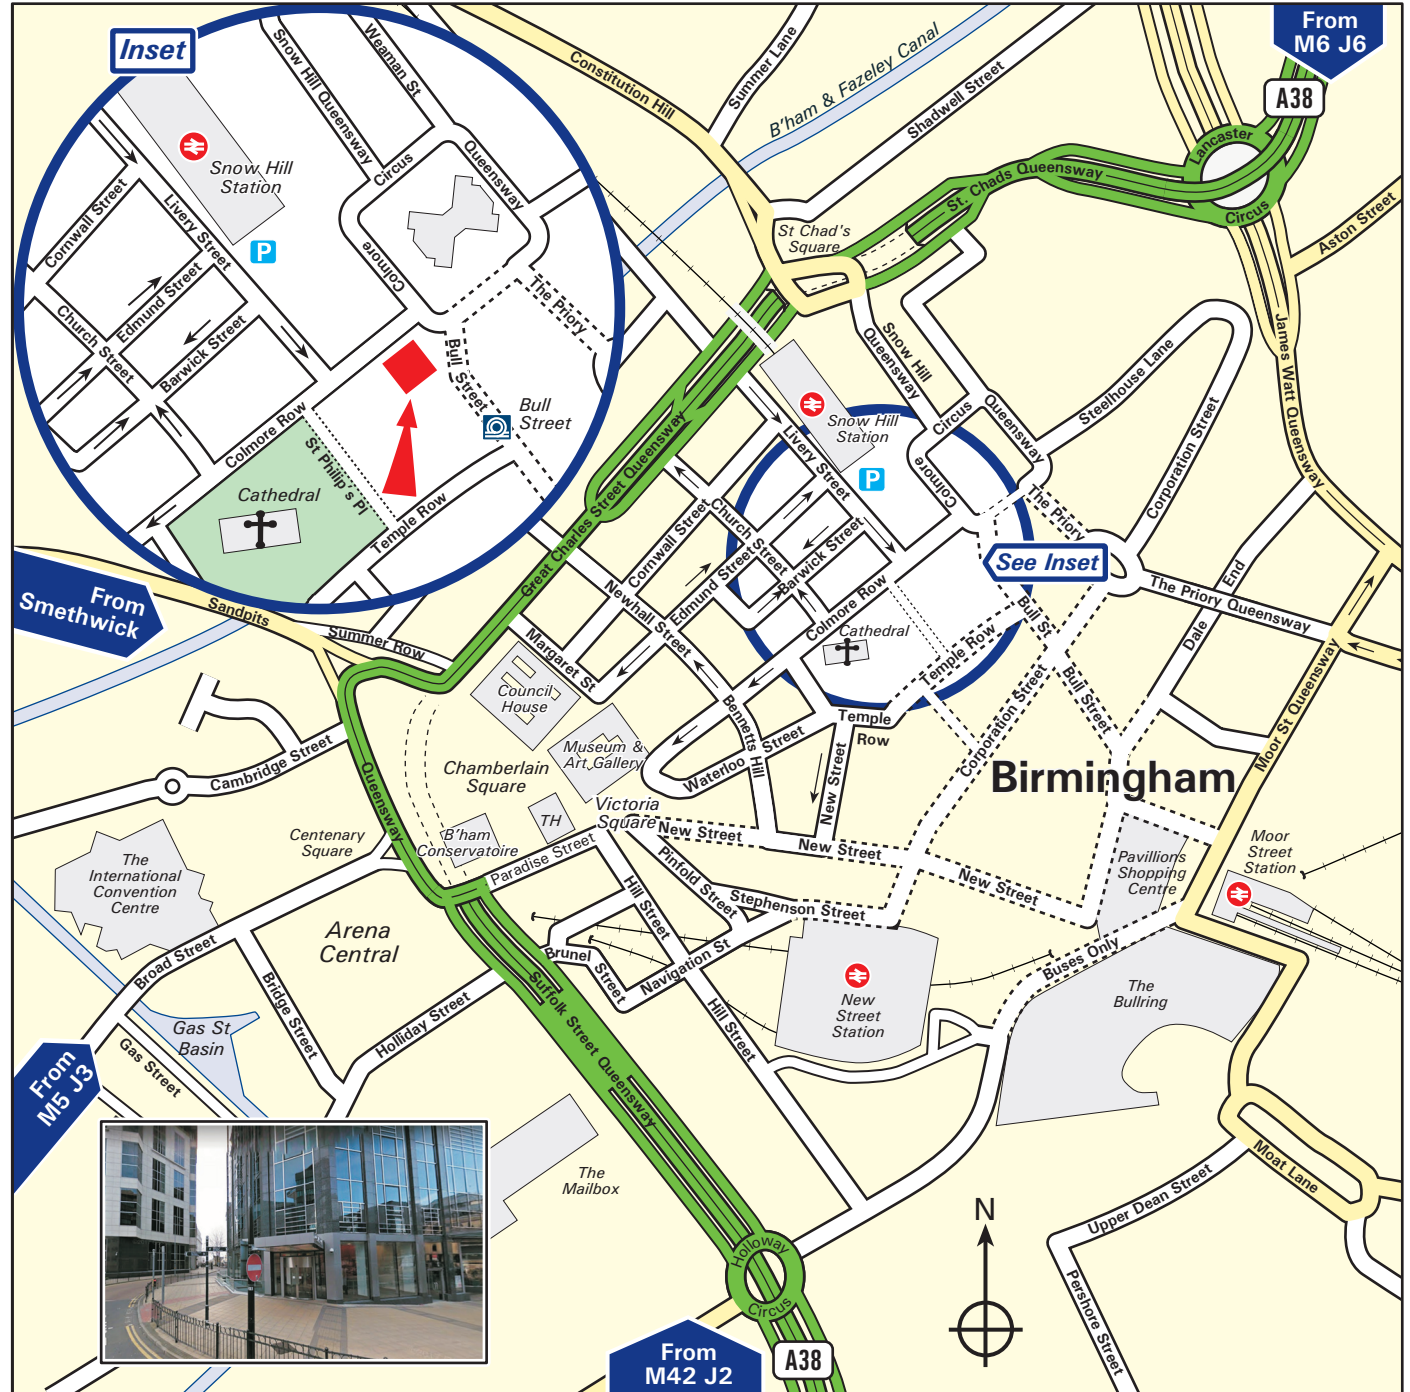 Inset
Snow Hill Queensway
Weaman St
Constitution Hill
Summer Lane
B'ham & Fazeley Canal
Shadwell Street
From
M6 J6
A38
Lancaster
Circus
Snow Hill
Station
P
Circus
Queensway
Colmore
Cornwall Street
Livery Street
Edmund Street
Church Street
Barwick Street
The Priory
Bull Street
Bull
Street
Colmore Row
St Philip's Pl
Cathedral
Temple Row
St. Chads Queensway
St Chad's
Square
Aston Street
James Watt Queensway
Snow Hill
Queensway
Steelhouse Lane
Corporation Street
Snow Hill
Station
P
Circus
Queensway
Colmore
Livery Street
Great Charles Street Queensway
Cornwall Street
Church Street
Edmund Street
Barwick Street
Newhall Street
Colmore Row
Cathedral
Temple Row
The Priory
See Inset
Bull St
The Priory Queensway
Dale
End
From
Smethwick
Sandpits
Summer Row
Margaret St
Council
House
Museum &
Art Gallery
Bennetts Hill
Waterloo Street
Temple
Row
New Street
Corporation Street
Bull Street
Moor St Queensway
Birmingham
Cambridge Street
Queensway
Chamberlain
Square
Victoria
Square
TH
B'ham
Conservatoire
Centenary
Square
Paradise Street
New Street
New Street
New Street
Pinfold Street
Stephenson Street
Pavillions
Shopping
Centre
Moor
Street
Station
The
International
Convention
Centre
Arena
Central
Broad Street
Bridge Street
Holliday Street
Brunel
Street
Hill Street
Navigation St
Hill Street
Suffolk Street Queensway
New
Street
Station
Buses Only
The
Bullring
Gas St
Basin
Gas Street
From
M5 J3
The
Mailbox
Moat Lane
Upper Dean Street
Pershore Street
N
Holloway
Circus
From
M42 J2
A38